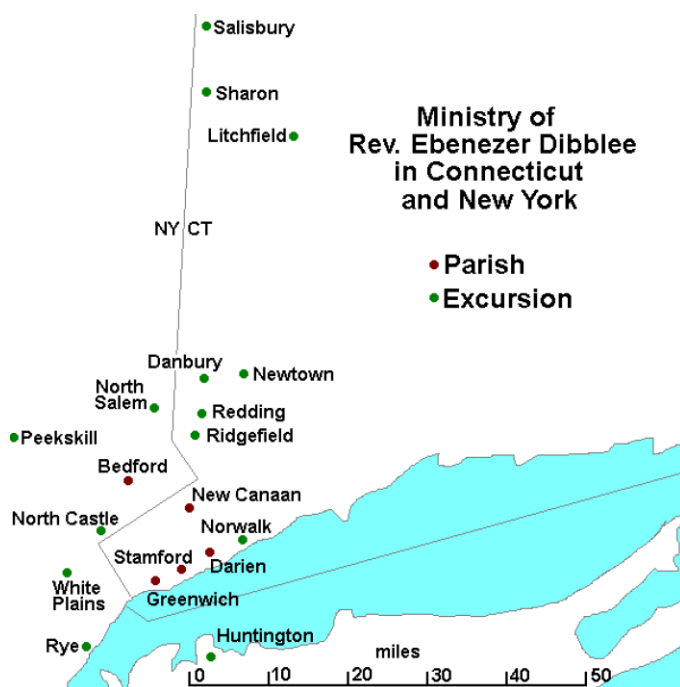 Salisbury
Sharon
Litchfield
Ministry of
Rev. Ebenezer Dibblee
in Connecticut
and New York
NY CT
Parish
Excursion
Danbury
Newtown
North
Salem
Redding
Peekskill
Ridgefield
Bedford
New Canaan
North Castle
Norwalk
Stamford
Darien
White
Plains
Greenwich
Rye
Huntington
miles
0 10 20 30 40 50